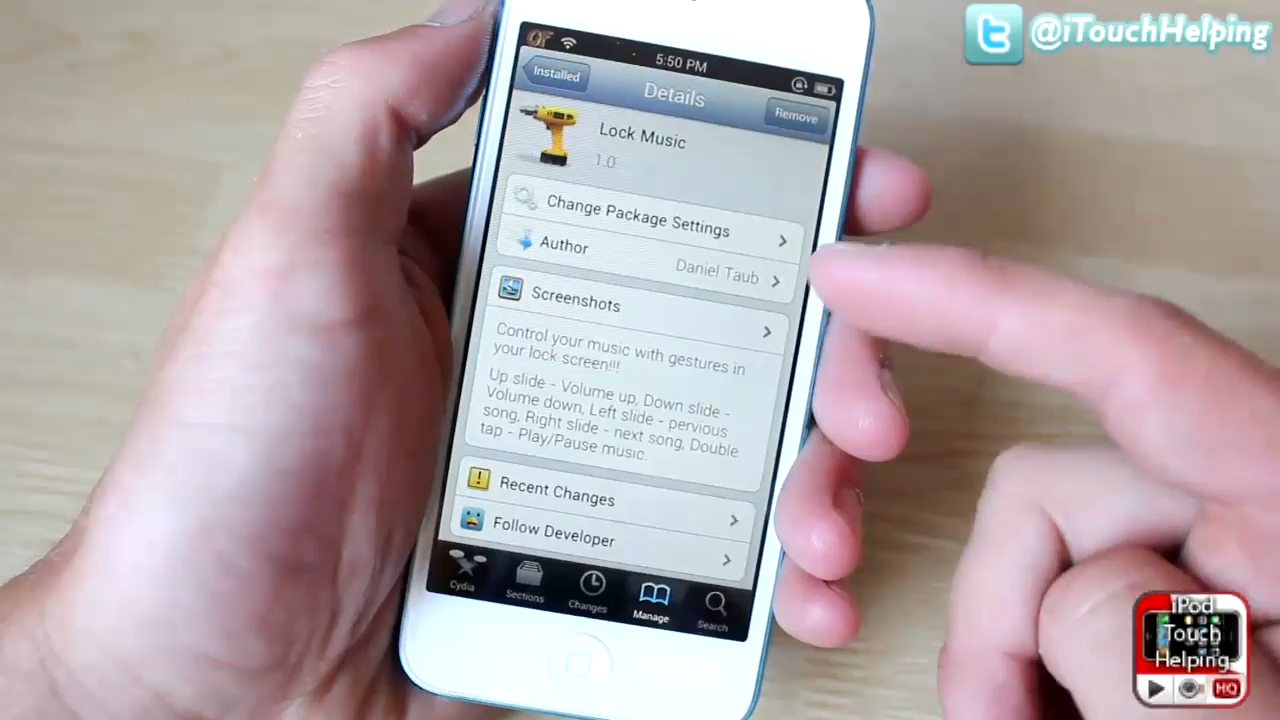 @iTouchHelping
5:50 PM
Installed
Details
Remove
Lock Music
1.0
Change Package Settings
Author
Daniel Taub
Screenshots
Control your music with gestures in
your lock screen!!!
Up slide - Volume up, Down slide -
Volume down, Left slide - pervious
song, Right slide - next song, Double
tap - Play/Pause music.
Recent Changes
Follow Developer
Cydia
Sections
Changes
Manage
Search
iPod
Touch
Helping
HQ